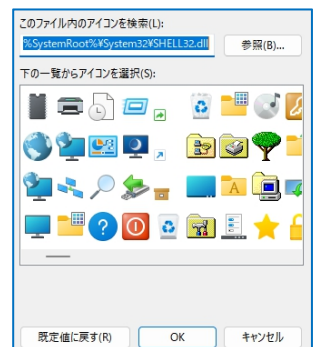 このファイル内のアイコンを検索(L):
%SystemRoot%¥System32¥SHELL32.dll
参照(B)...
下の一覧からアイコンを選択(S):
A
既定値に戻す(R)
OK
キャンセル